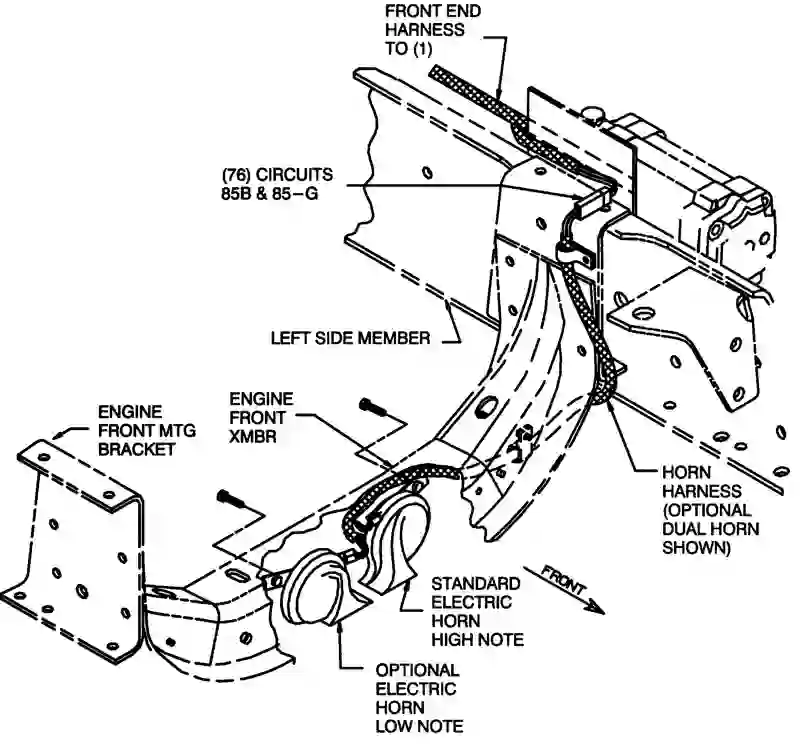 FRONT END
HARNESS
TO (1)
(76) CIRCUITS
85B & 85-G
LEFT SIDE MEMBER
ENGINE
FRONT
XMBR
ENGINE
FRONT MTG
BRACKET
HORN
HARNESS
(OPTIONAL
DUAL HORN
SHOWN)
FRONT
STANDARD
ELECTRIC
HORN
HIGH NOTE
OPTIONAL
ELECTRIC
HORN
LOW NOTE